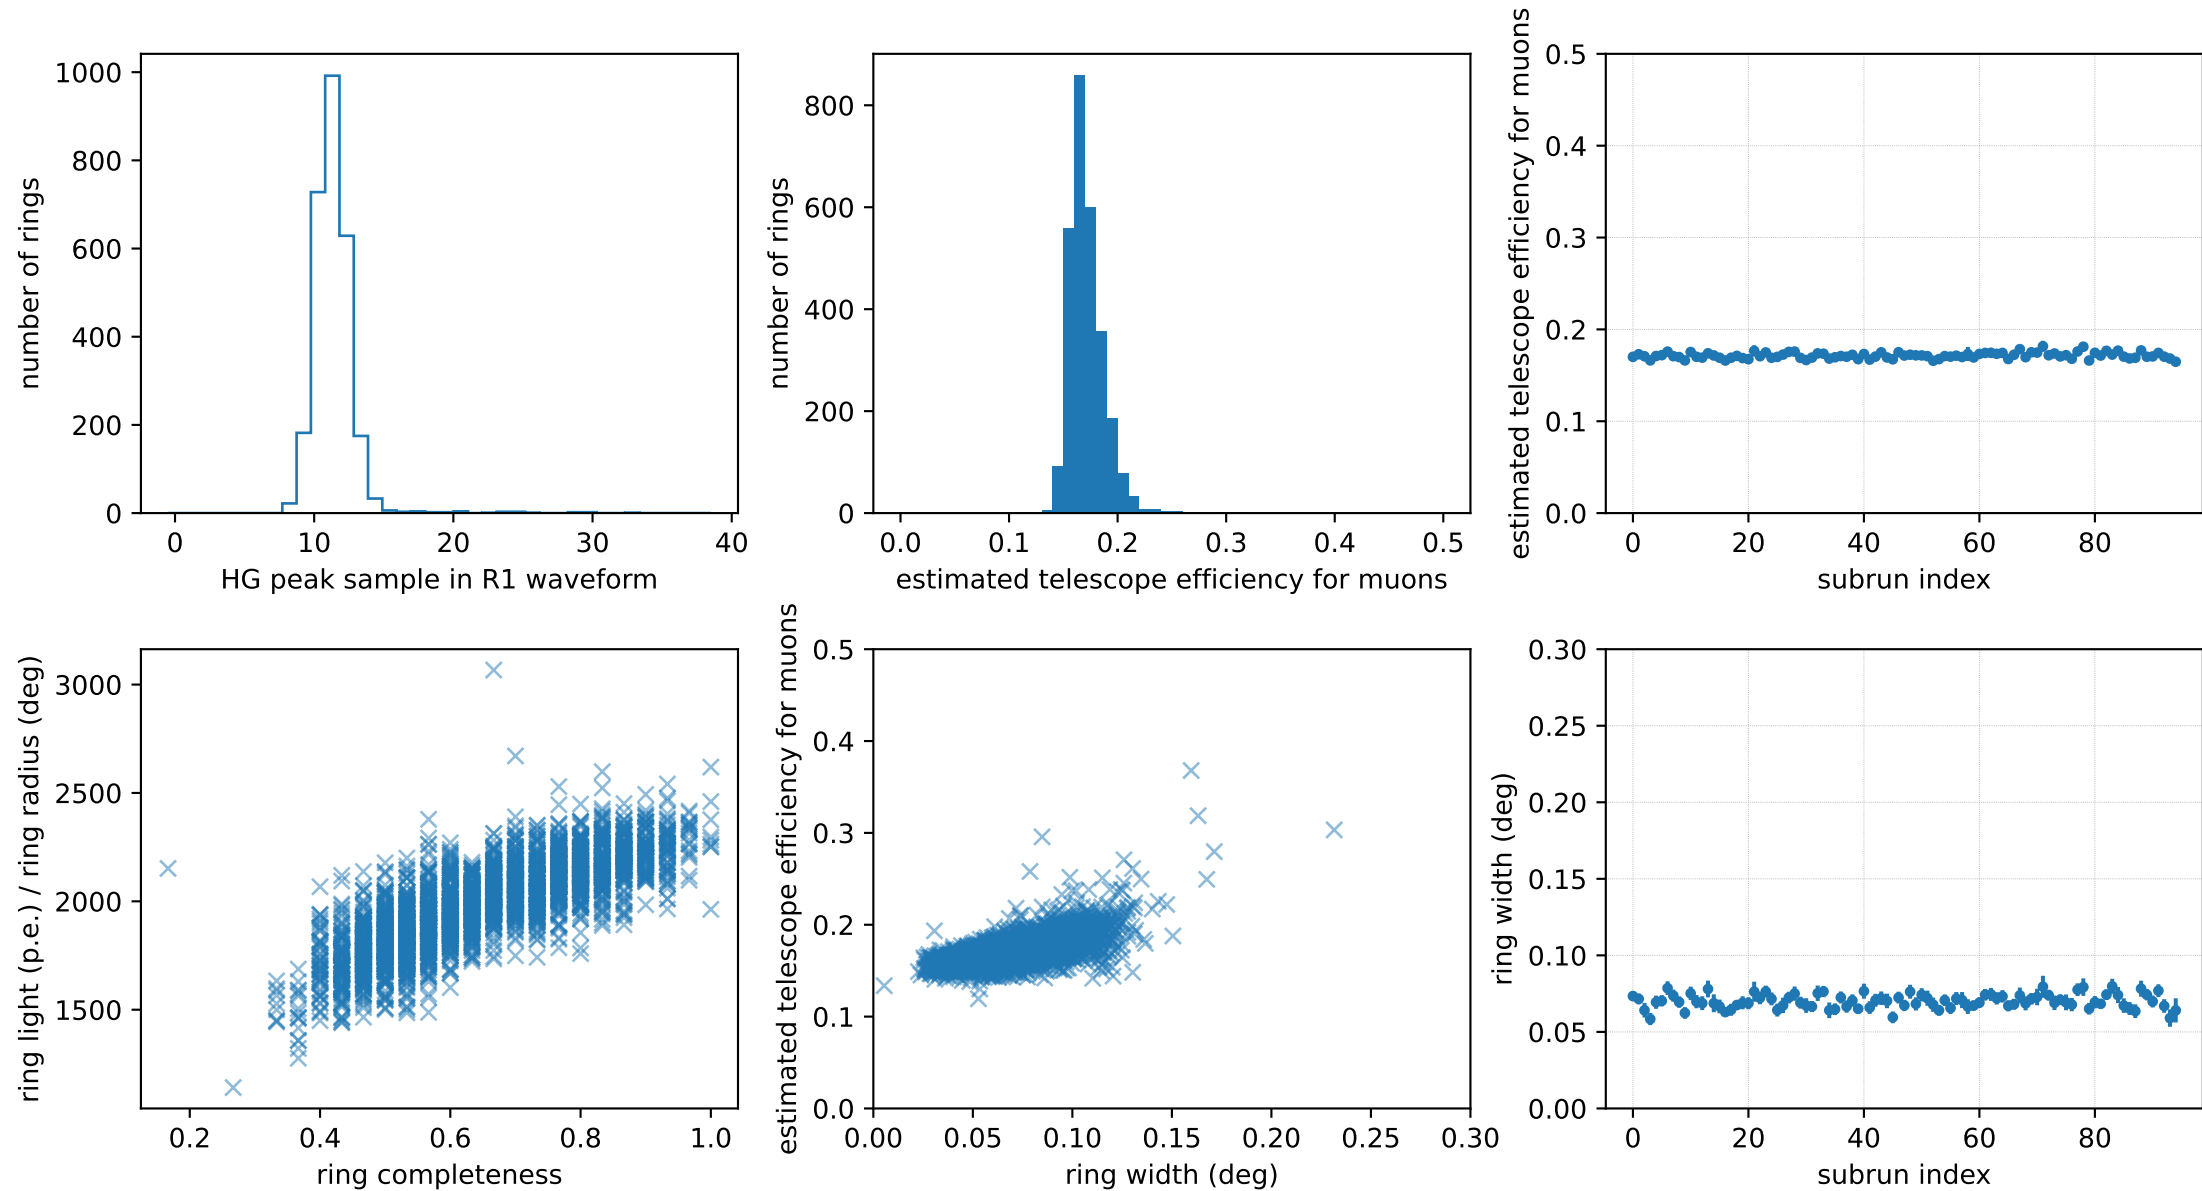 1000
800
600
400
200
0
number of rings
0 10 20 30 40
HG peak sample in R1 waveform
800
600
400
200
0
number of rings
0.0 0.1 0.2 0.3 0.4 0.5
estimated telescope efficiency for muons
0.5
0.4
0.3
0.2
0.1
0.0
estimated telescope efficiency for muons
0 20 40 60 80
subrun index
3000
2500
2000
1500
ring light (p.e.) / ring radius (deg)
0.2 0.4 0.6 0.8 1.0
ring completeness
0.5
0.4
0.3
0.2
0.1
0.0
estimated telescope efficiency for muons
0.00 0.05 0.10 0.15 0.20 0.25 0.30
ring width (deg)
0.30
0.25
0.20
0.15
0.10
0.05
0.00
ring width (deg)
0 20 40 60 80
subrun index